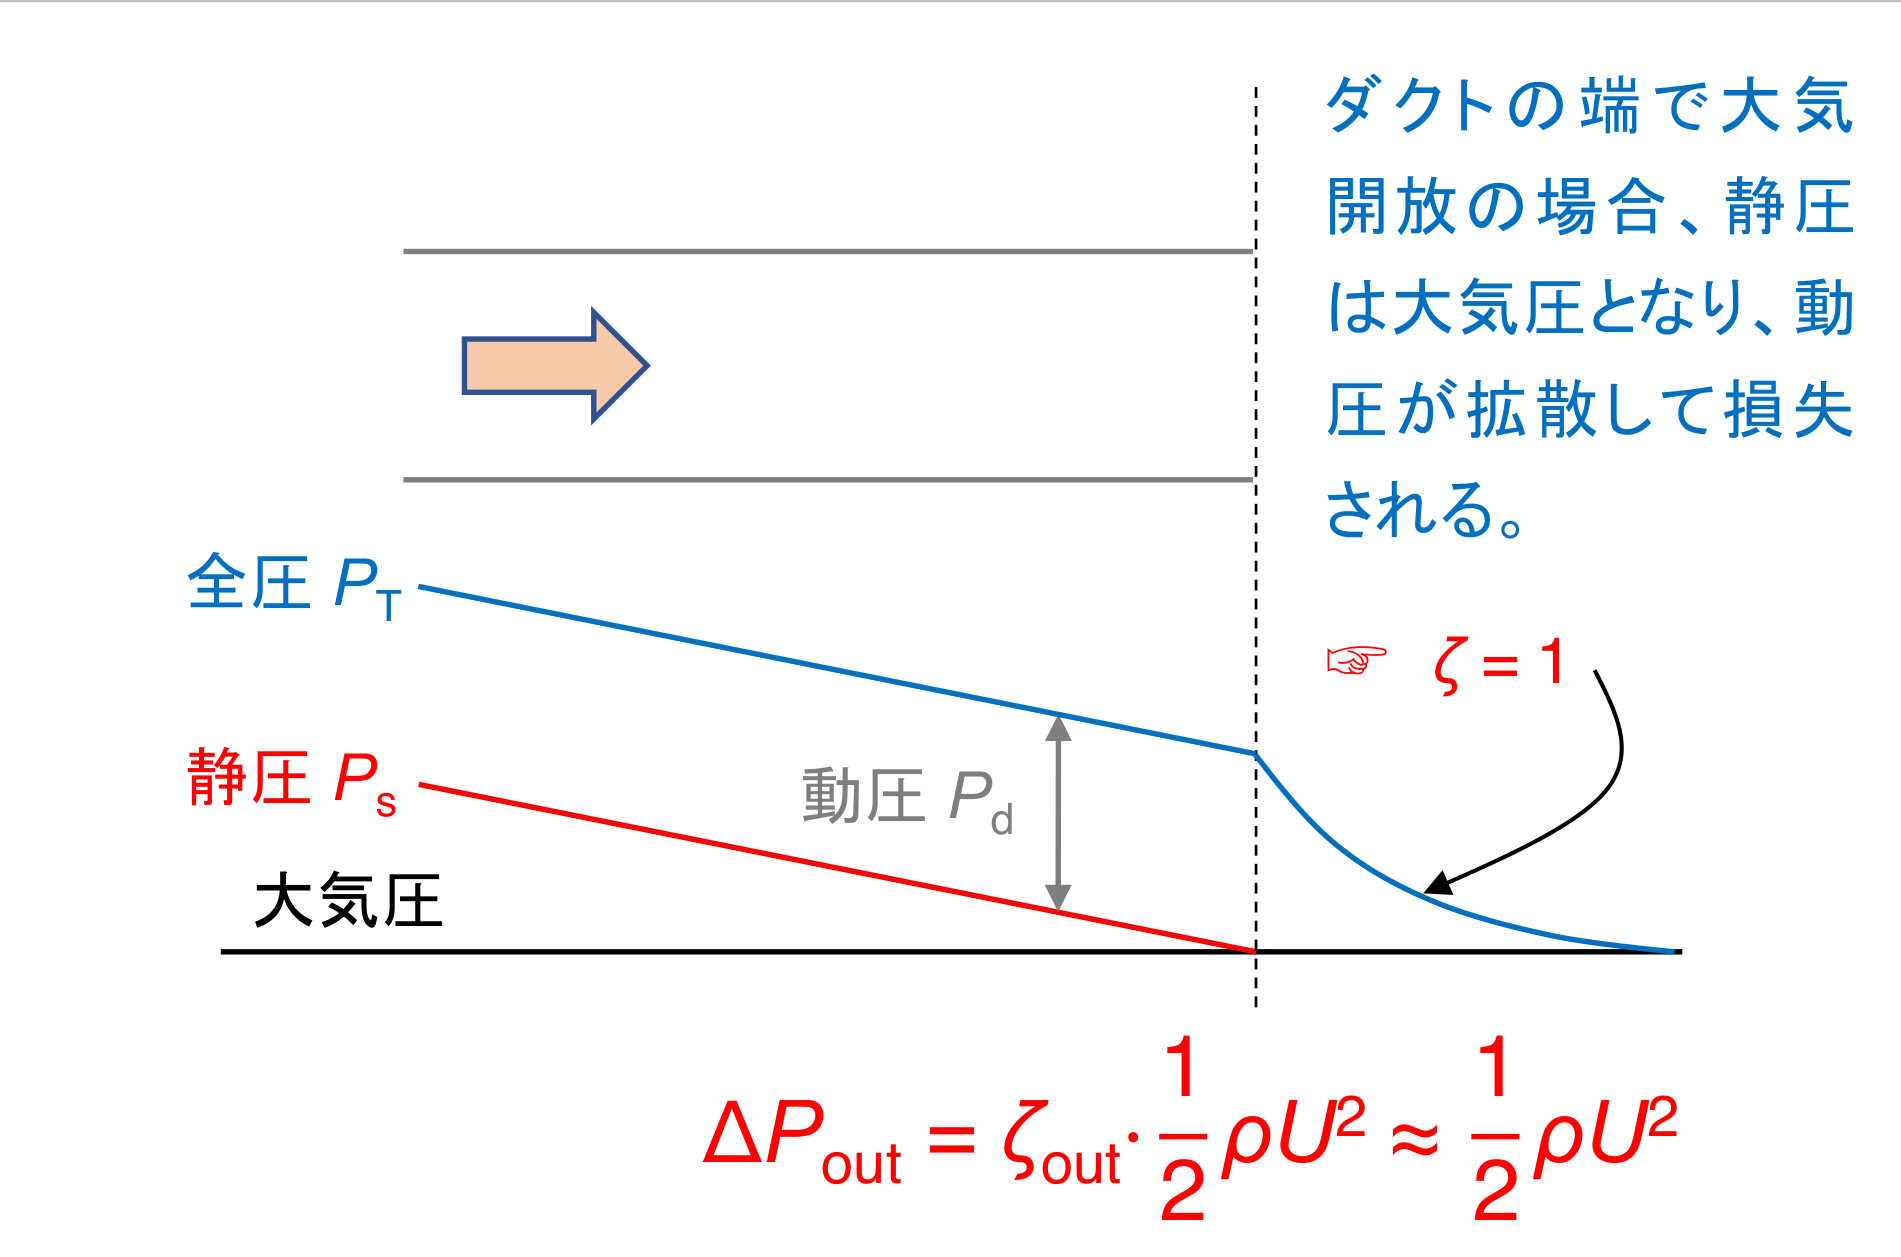 ダクトの端で大気
開放の場合、静圧
は大気圧となり、動
圧が拡散して損失
される。
全圧 P_T
☞ ζ = 1
静圧 P_s
動圧 P_d
大気圧
ΔP_out = ζ_out · 1/2 ρU² ≈ 1/2 ρU²